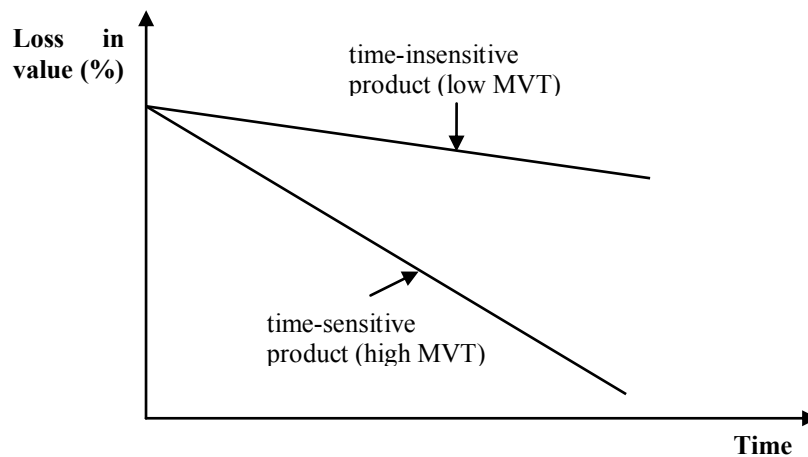 Loss in
value (%)
time-insensitive
product (low MVT)
time-sensitive
product (high MVT)
Time